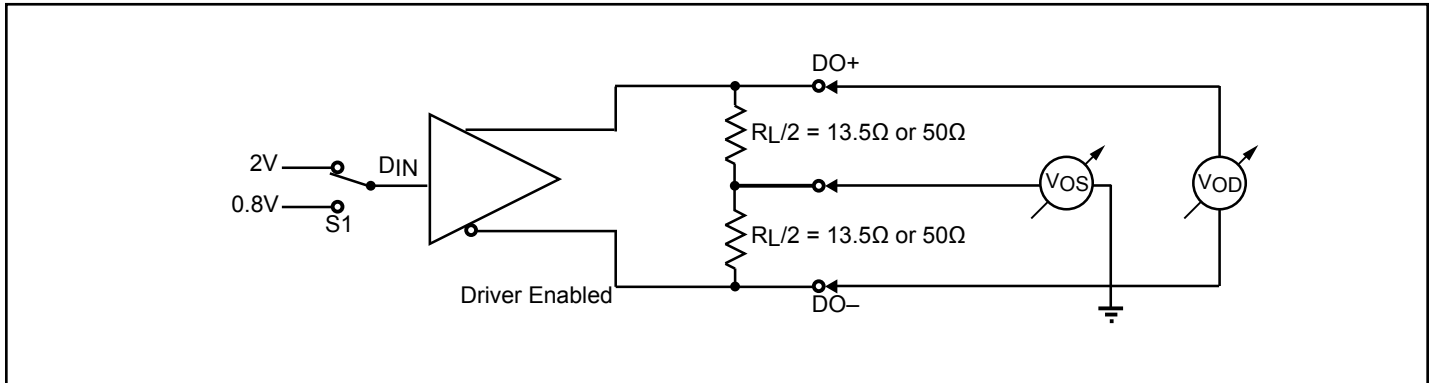 DO+
RL/2 = 13.5Ω or 50Ω
2V
DIN
VOS
VOD
0.8V
S1
RL/2 = 13.5Ω or 50Ω
Driver Enabled
DO–